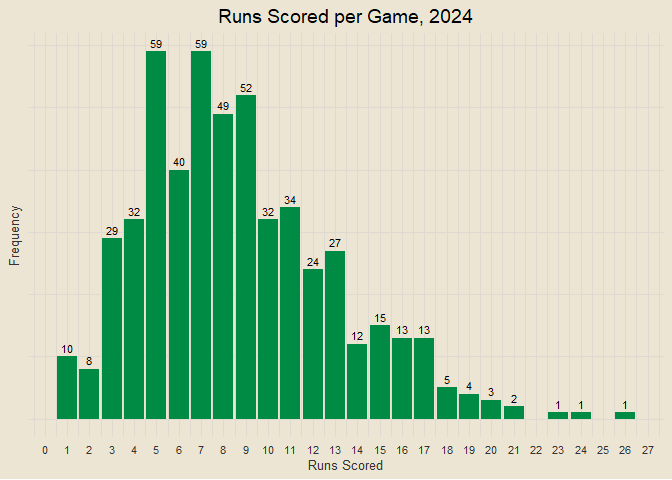 Runs Scored per Game, 2024
Frequency
10 8 29 32 59 40 59 49 52 32 34 24 27 12 15 13 13 5 4 3 2 1 1 1
0 1 2 3 4 5 6 7 8 9 10 11 12 13 14 15 16 17 18 19 20 21 22 23 24 25 26 27
Runs Scored